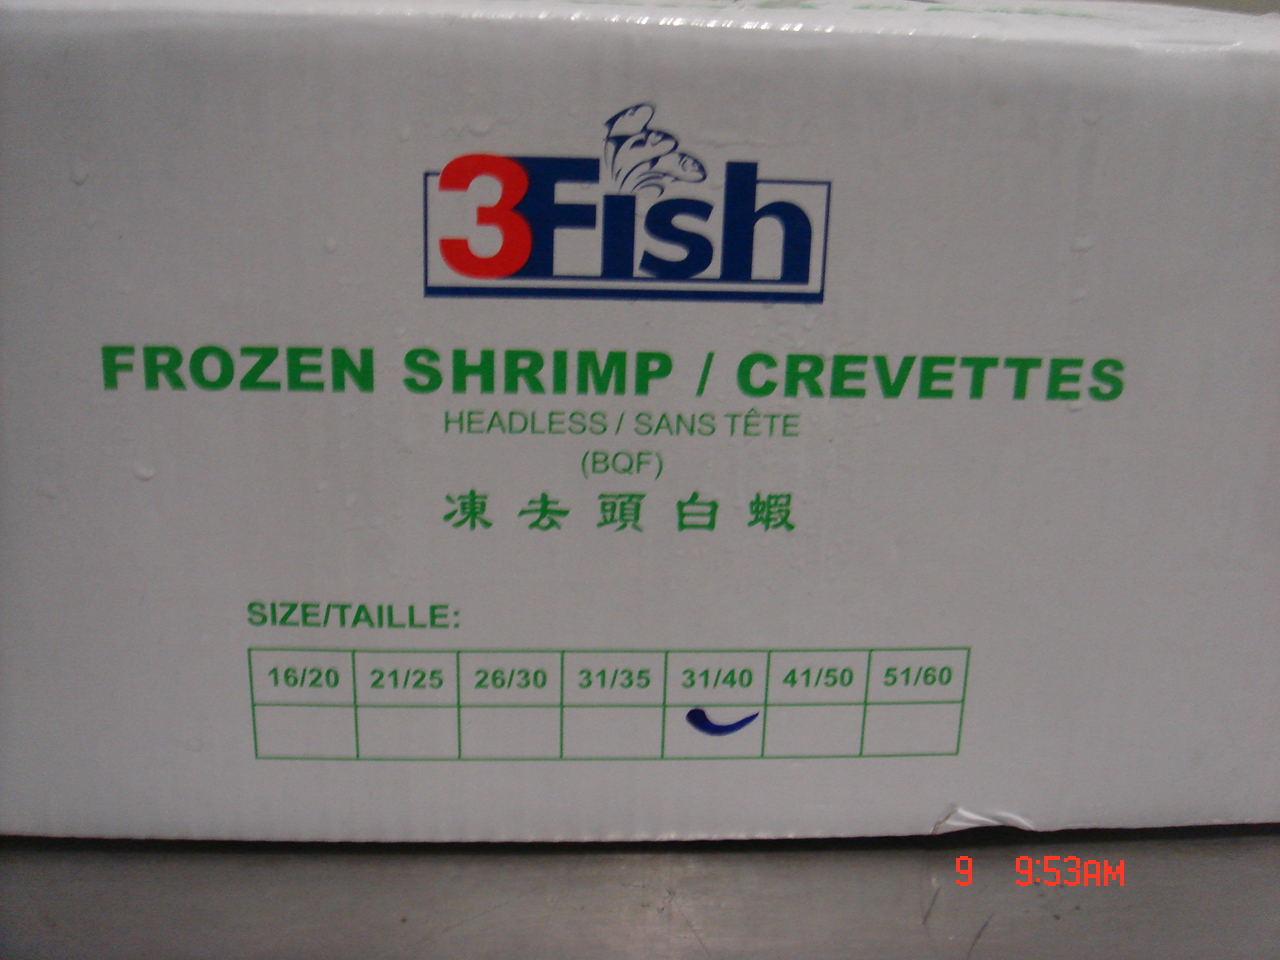 3Fish
FROZEN SHRIMP / CREVETTES
HEADLESS / SANS TÊTE
(BQF)
凍去頭白蝦
SIZE/TAILLE:
16/20 21/25 26/30 31/35 31/40 41/50 51/60
9 9:53AM